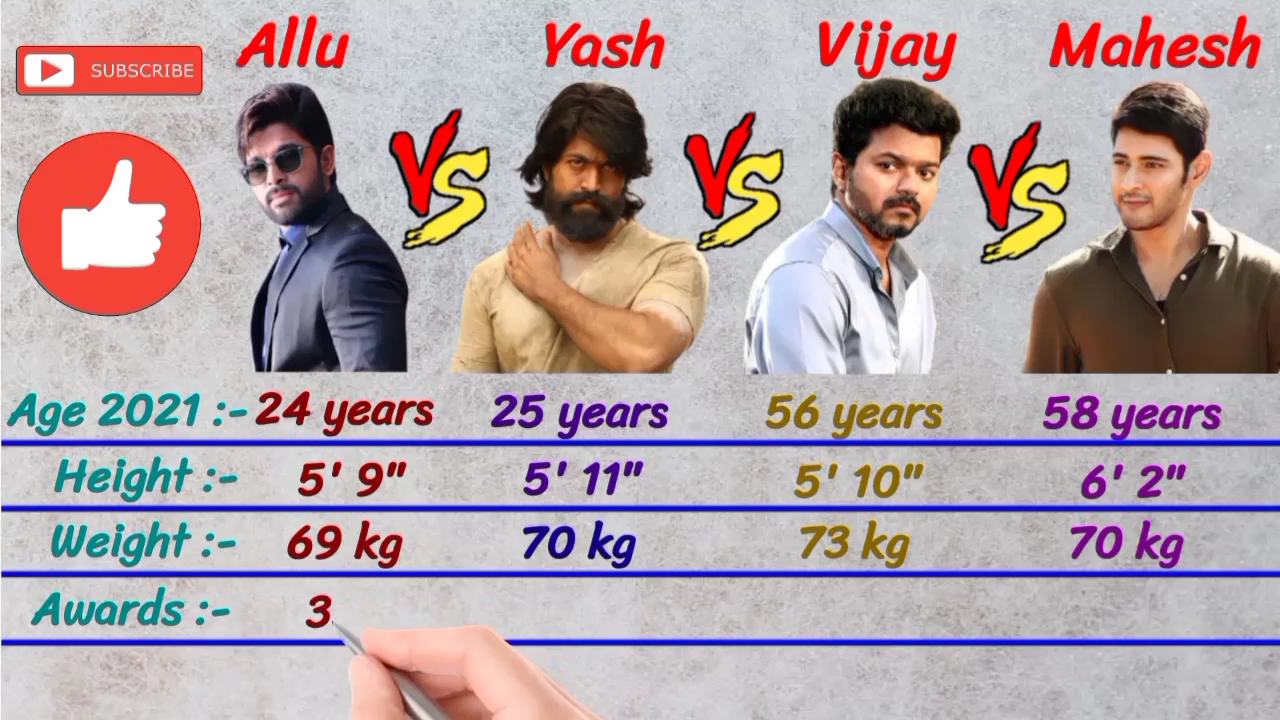 Allu Yash Vijay Mahesh
SUBSCRIBE
VS VS VS
Age 2021 :- 24 years 25 years 56 years 58 years
Height :- 5' 9" 5' 11" 5' 10" 6' 2"
Weight :- 69 kg 70 kg 73 kg 70 kg
Awards :- 3